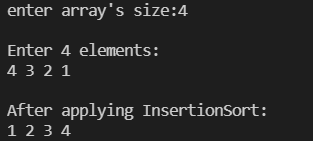 enter array's size:4
Enter 4 elements:
4 3 2 1
After applying InsertionSort:
1 2 3 4